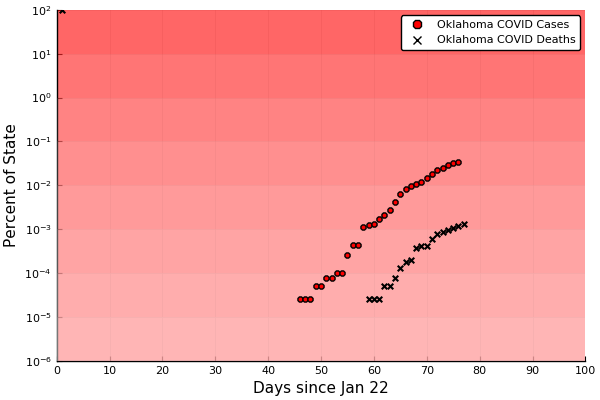 Oklahoma COVID Cases
Oklahoma COVID Deaths
Percent of State
10²
10¹
10⁰
10⁻¹
10⁻²
10⁻³
10⁻⁴
10⁻⁵
10⁻⁶
0 10 20 30 40 50 60 70 80 90 100
Days since Jan 22